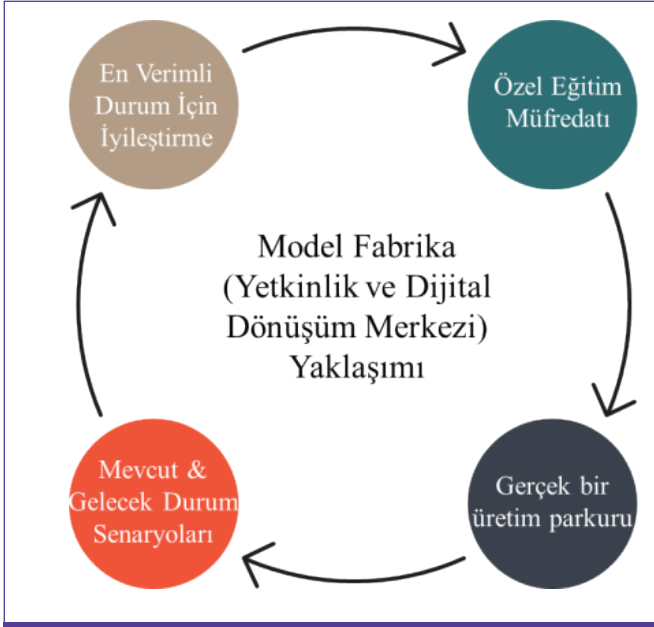 En Verimli
Durum İçin
İyileştirme
Özel Eğitim
Müfredatı
Model Fabrika
(Yetkinlik ve Dijital
Dönüşüm Merkezi)
Yaklaşımı
Mevcut &
Gelecek Durum
Senaryoları
Gerçek bir
üretim parkuru